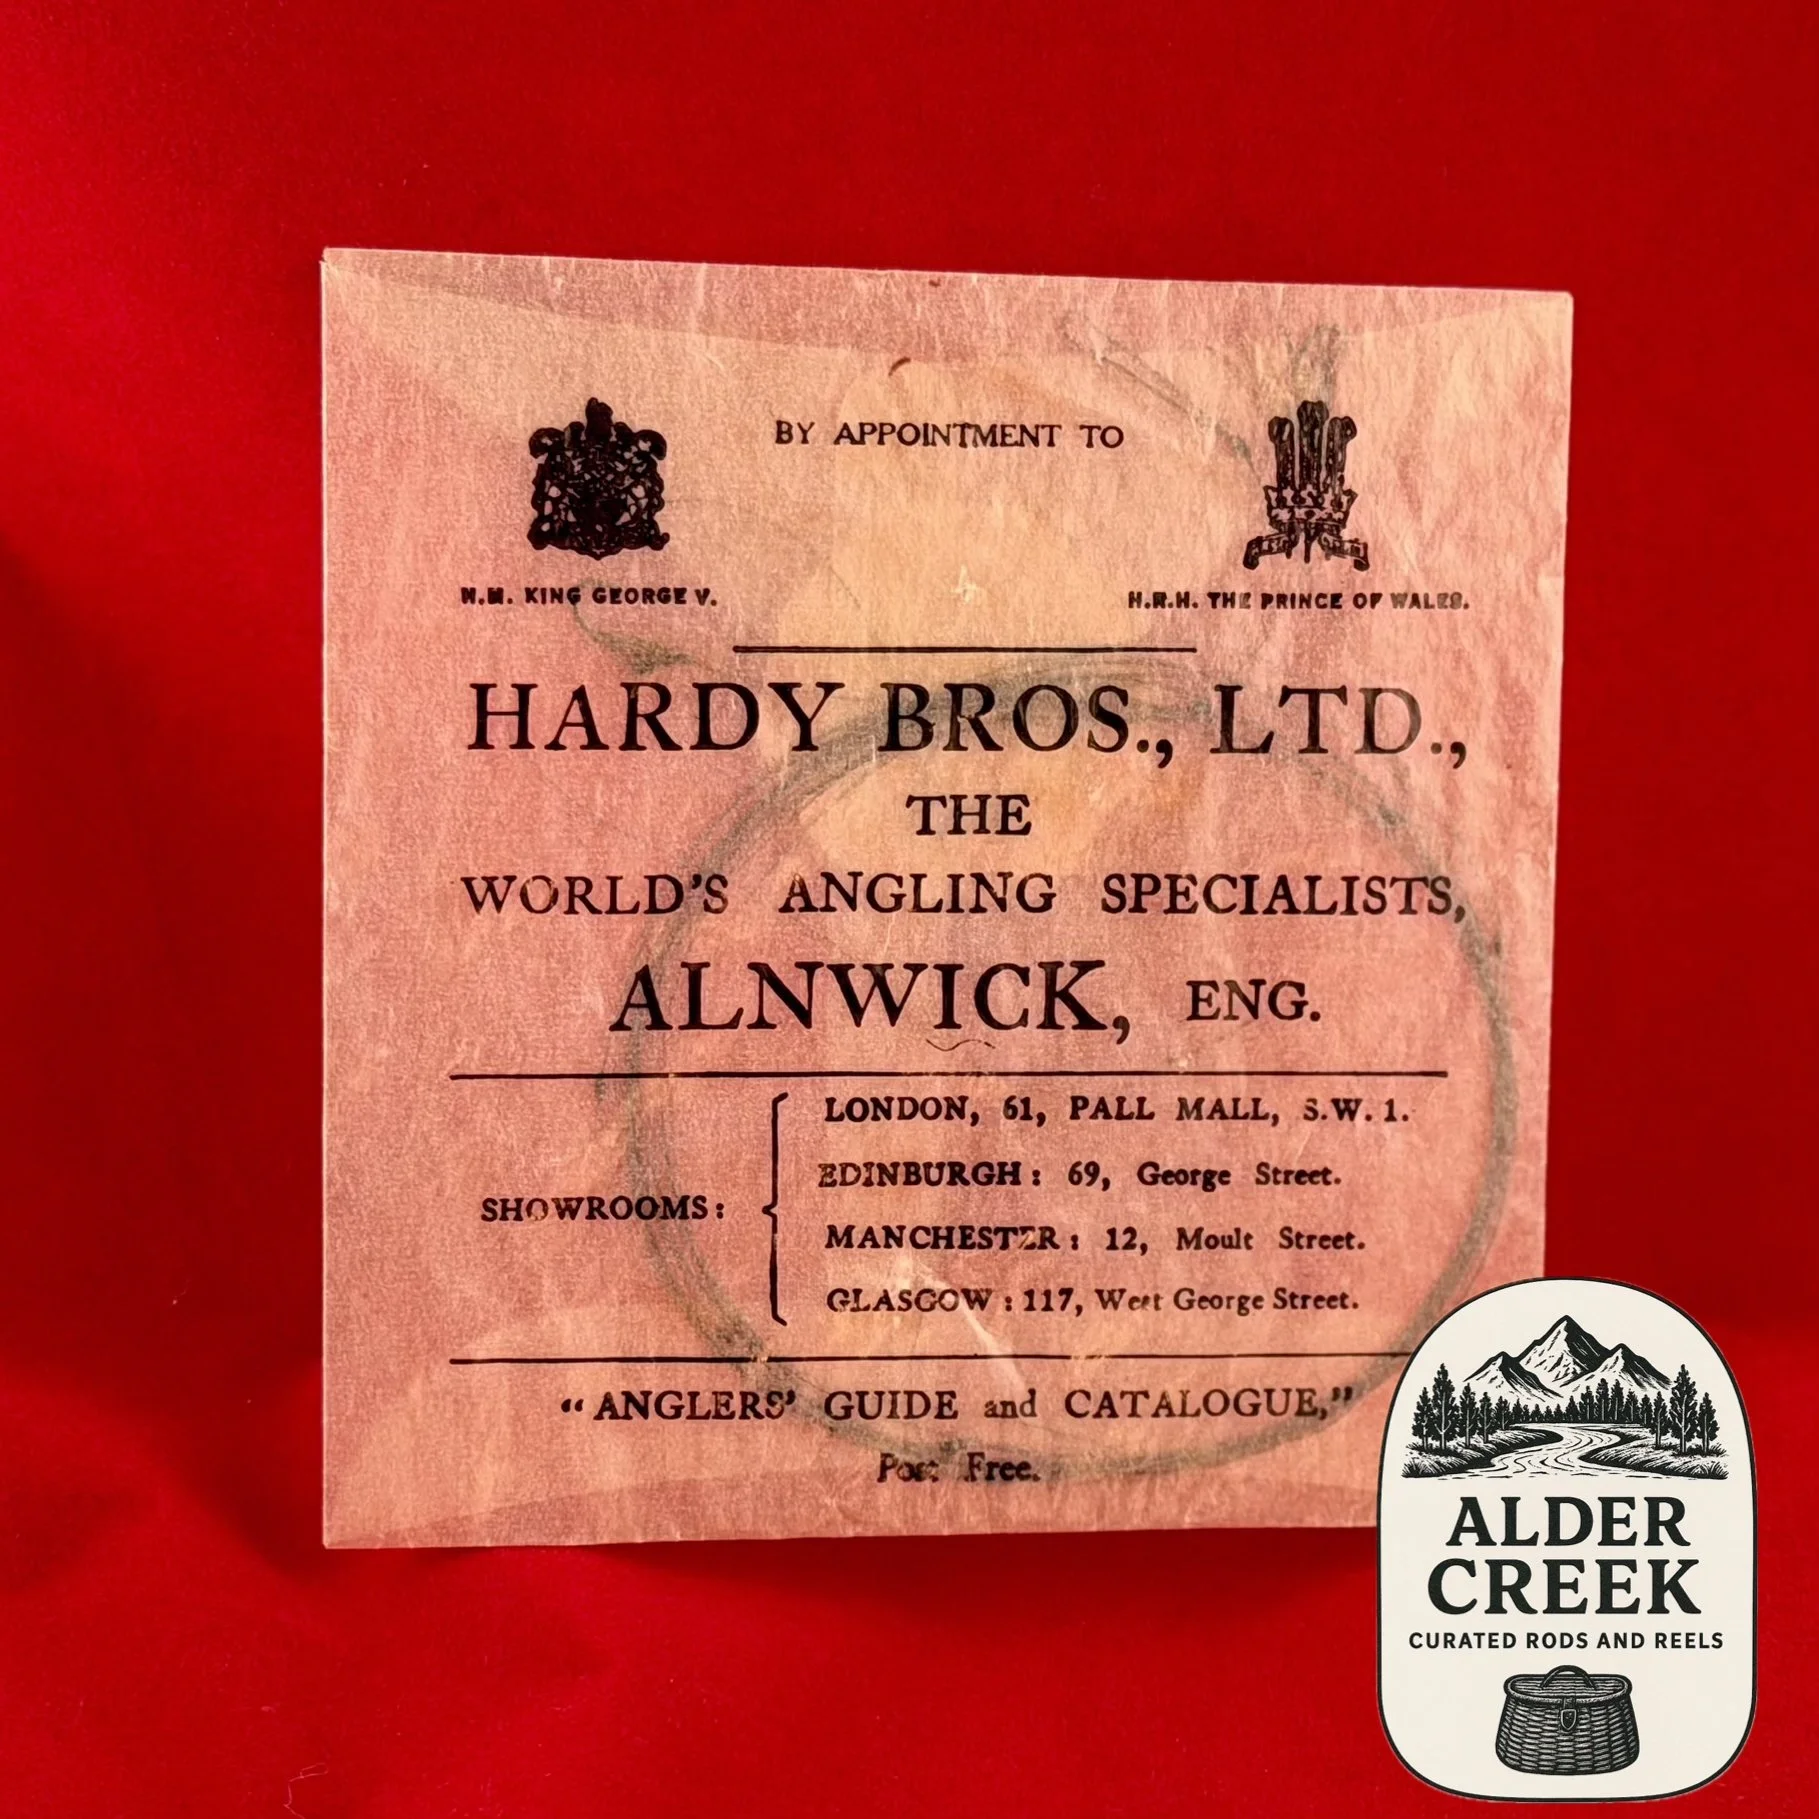 BY APPOINTMENT TO
H.M. KING GEORGE V.
H.R.H. THE PRINCE OF WALES.
HARDY BROS., LTD.,
THE
WORLD'S ANGLING SPECIALISTS,
ALNWICK, ENG.
SHOWROOMS:
LONDON, 61, PALL MALL, S.W. 1.
EDINBURGH: 69, George Street.
MANCHESTER: 12, Moult Street.
GLASGOW: 117, West George Street.
"ANGLERS' GUIDE and CATALOGUE,"
Post Free.
ALDER
CREEK
CURATED RODS AND REELS